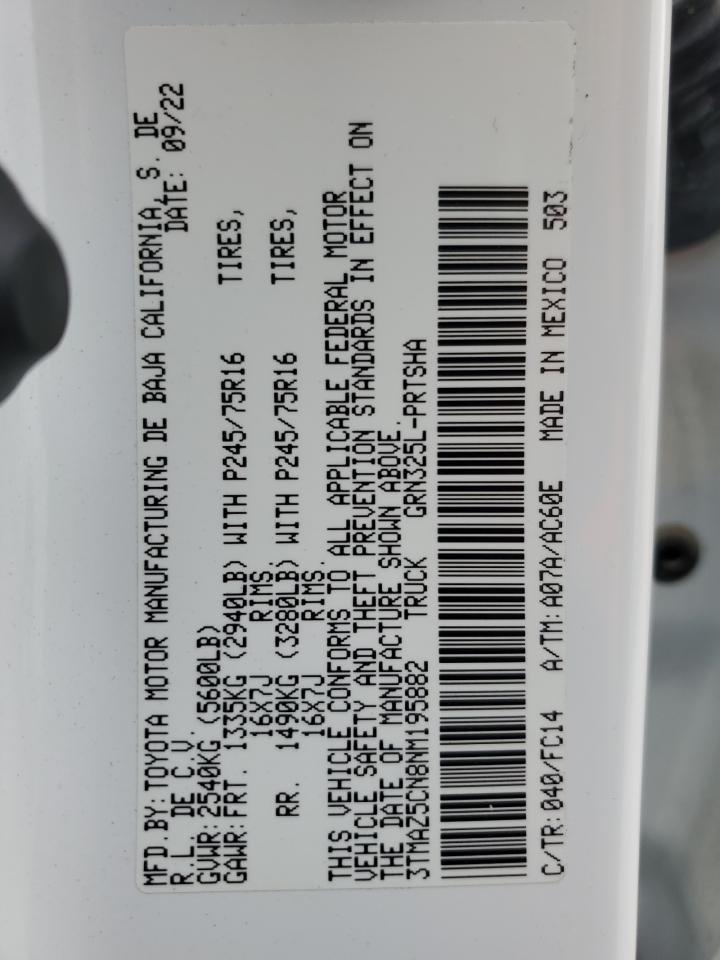 MFD.BY:TOYOTA MOTOR MANUFACTURING DE BAJA CALIFORNIA, S. DE
R.L. DE C.V. DATE: 09/22
GVWR:2540KG (5600LB)
GAWR:FRT. 1335KG (2940LB) WITH P245/75R16 TIRES,
16X7J RIMS.
RR. 1490KG (3280LB) WITH P245/75R16 TIRES,
16X7J RIMS.
THIS VEHICLE CONFORMS TO ALL APPLICABLE FEDERAL MOTOR
VEHICLE SAFETY AND THEFT PREVENTION STANDARDS IN EFFECT ON
THE DATE OF MANUFACTURE SHOWN ABOVE.
3TMAZ5CN8NM195882 TRUCK GRN325L-PRTSHA
C/TR:040/FC14 A/TM:A07A/AC60E MADE IN MEXICO 503